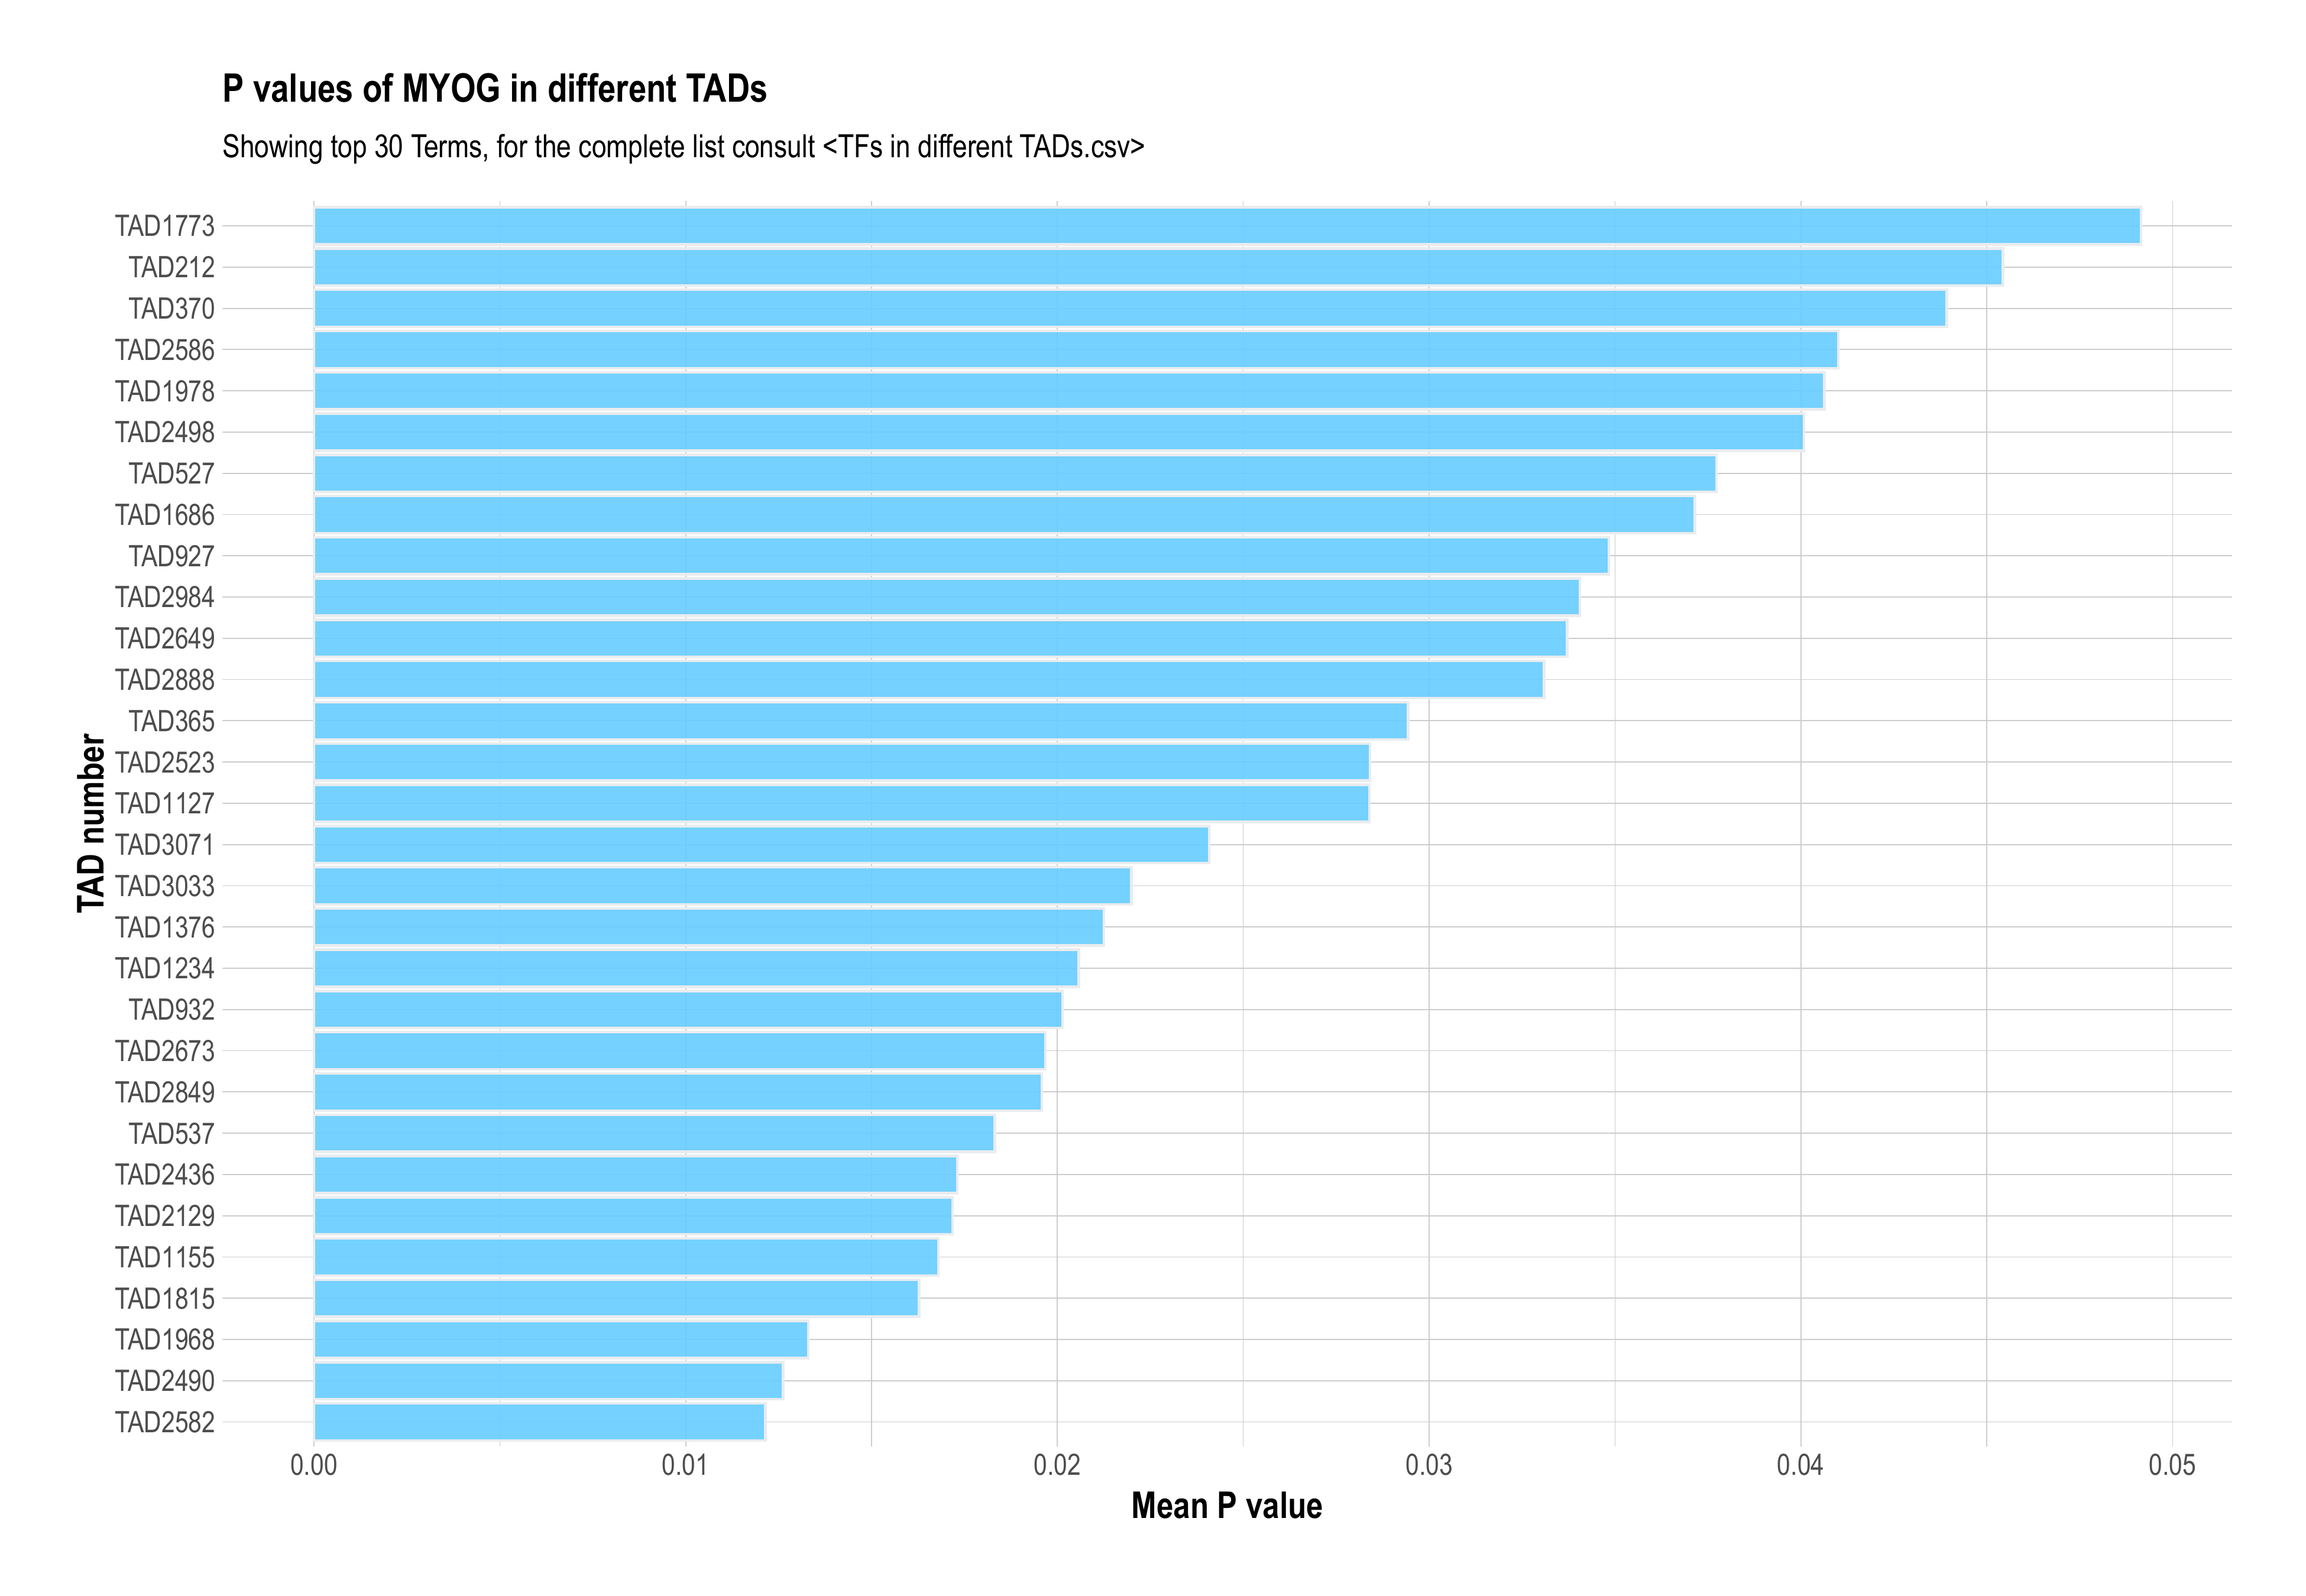 P values of MYOG in different TADs
Showing top 30 Terms, for the complete list consult <TFs in different TADs.csv>
TAD number
TAD1773
TAD212
TAD370
TAD2586
TAD1978
TAD2498
TAD527
TAD1686
TAD927
TAD2984
TAD2649
TAD2888
TAD365
TAD2523
TAD1127
TAD3071
TAD3033
TAD1376
TAD1234
TAD932
TAD2673
TAD2849
TAD537
TAD2436
TAD2129
TAD1155
TAD1815
TAD1968
TAD2490
TAD2582
0.00 0.01 0.02 0.03 0.04 0.05
Mean P value